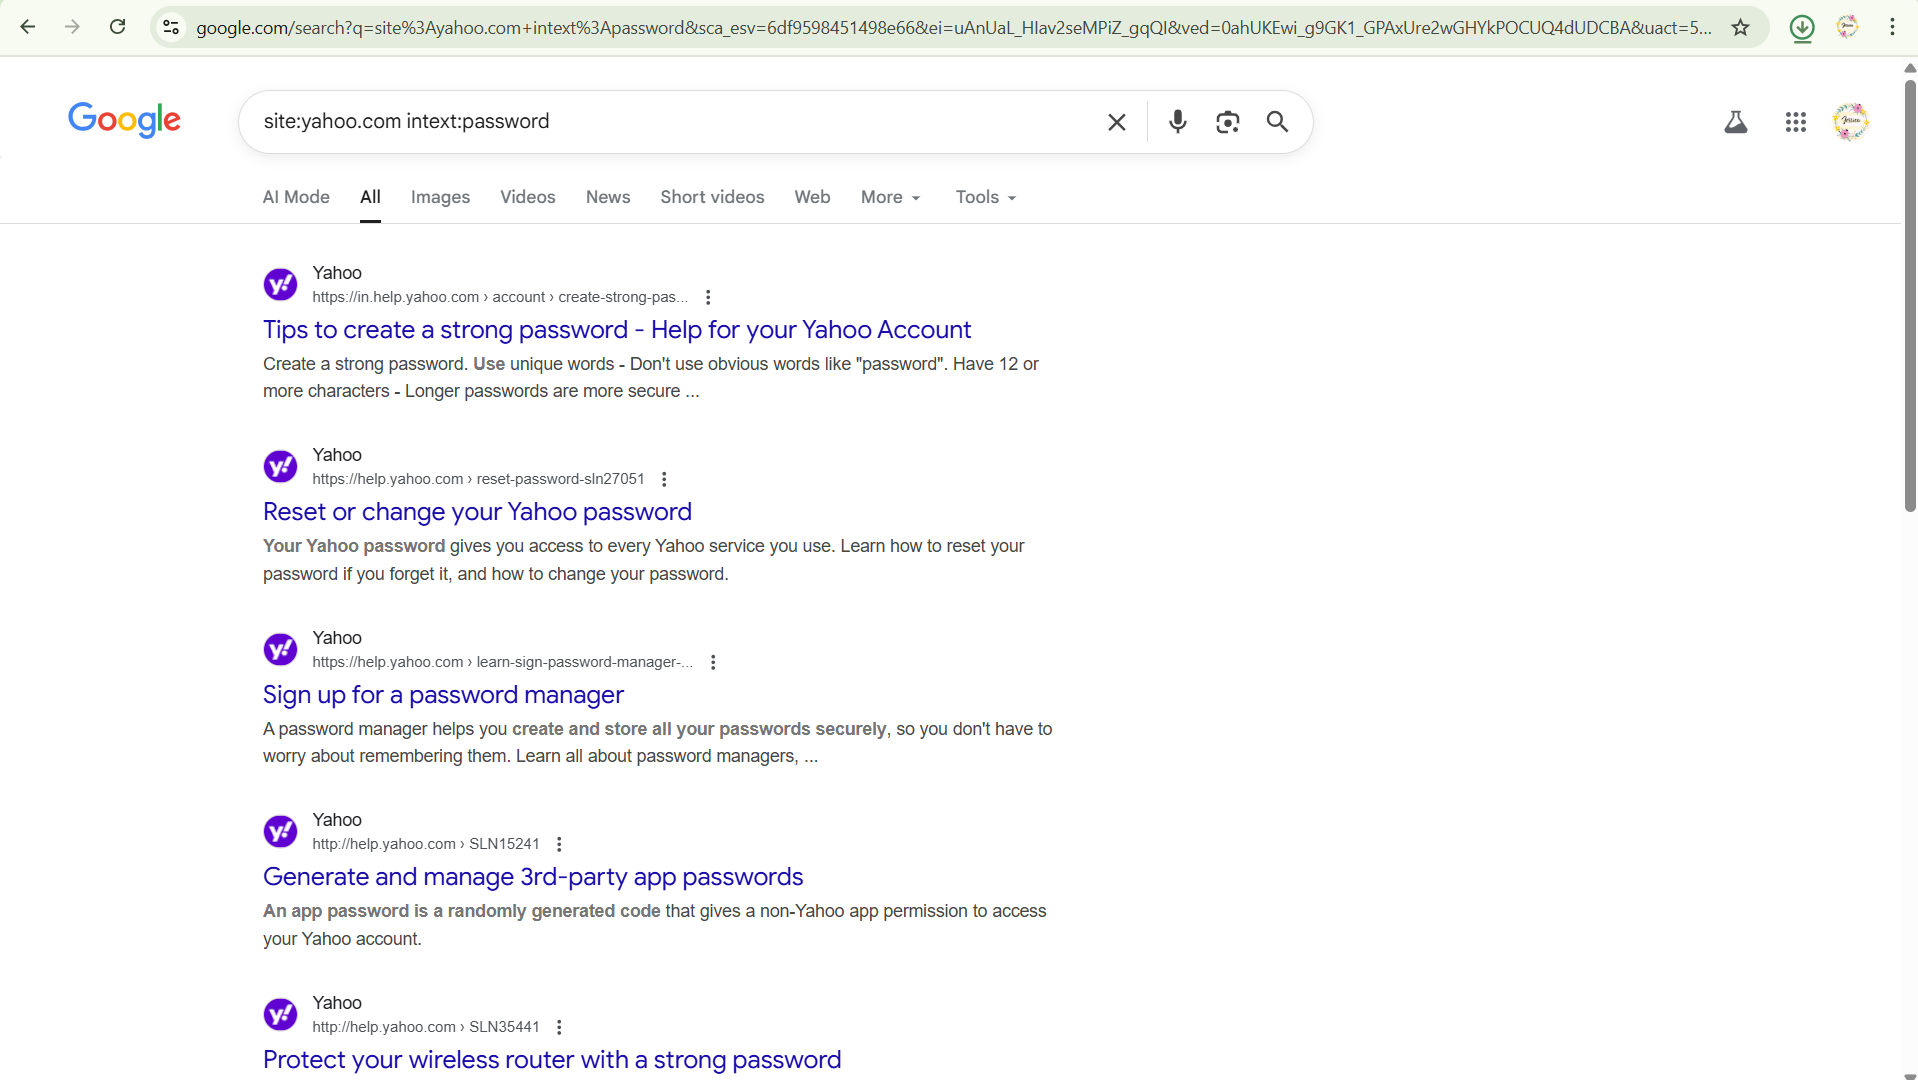 google.com/search?q=site%3Ayahoo.com+intext%3Apassword&sca_esv=6df9598451498e66&ei=uAnUaL_HIav2seMPiZ_gqQI&ved=0ahUKEwi_g9GK1_GPAxUre2wGHYkPOCUQ4dUDCBA&uact=5...
Google
site:yahoo.com intext:password
Jessica
AI Mode
All
Images
Videos
News
Short videos
Web
More
Tools
Yahoo
https://in.help.yahoo.com › account › create-strong-pas...
Tips to create a strong password - Help for your Yahoo Account
Create a strong password. Use unique words - Don't use obvious words like "password". Have 12 or
more characters - Longer passwords are more secure ...
Yahoo
https://help.yahoo.com › reset-password-sln27051
Reset or change your Yahoo password
Your Yahoo password gives you access to every Yahoo service you use. Learn how to reset your
password if you forget it, and how to change your password.
Yahoo
https://help.yahoo.com › learn-sign-password-manager-...
Sign up for a password manager
A password manager helps you create and store all your passwords securely, so you don't have to
worry about remembering them. Learn all about password managers, ...
Yahoo
http://help.yahoo.com › SLN15241
Generate and manage 3rd-party app passwords
An app password is a randomly generated code that gives a non-Yahoo app permission to access
your Yahoo account.
Yahoo
http://help.yahoo.com › SLN35441
Protect your wireless router with a strong password